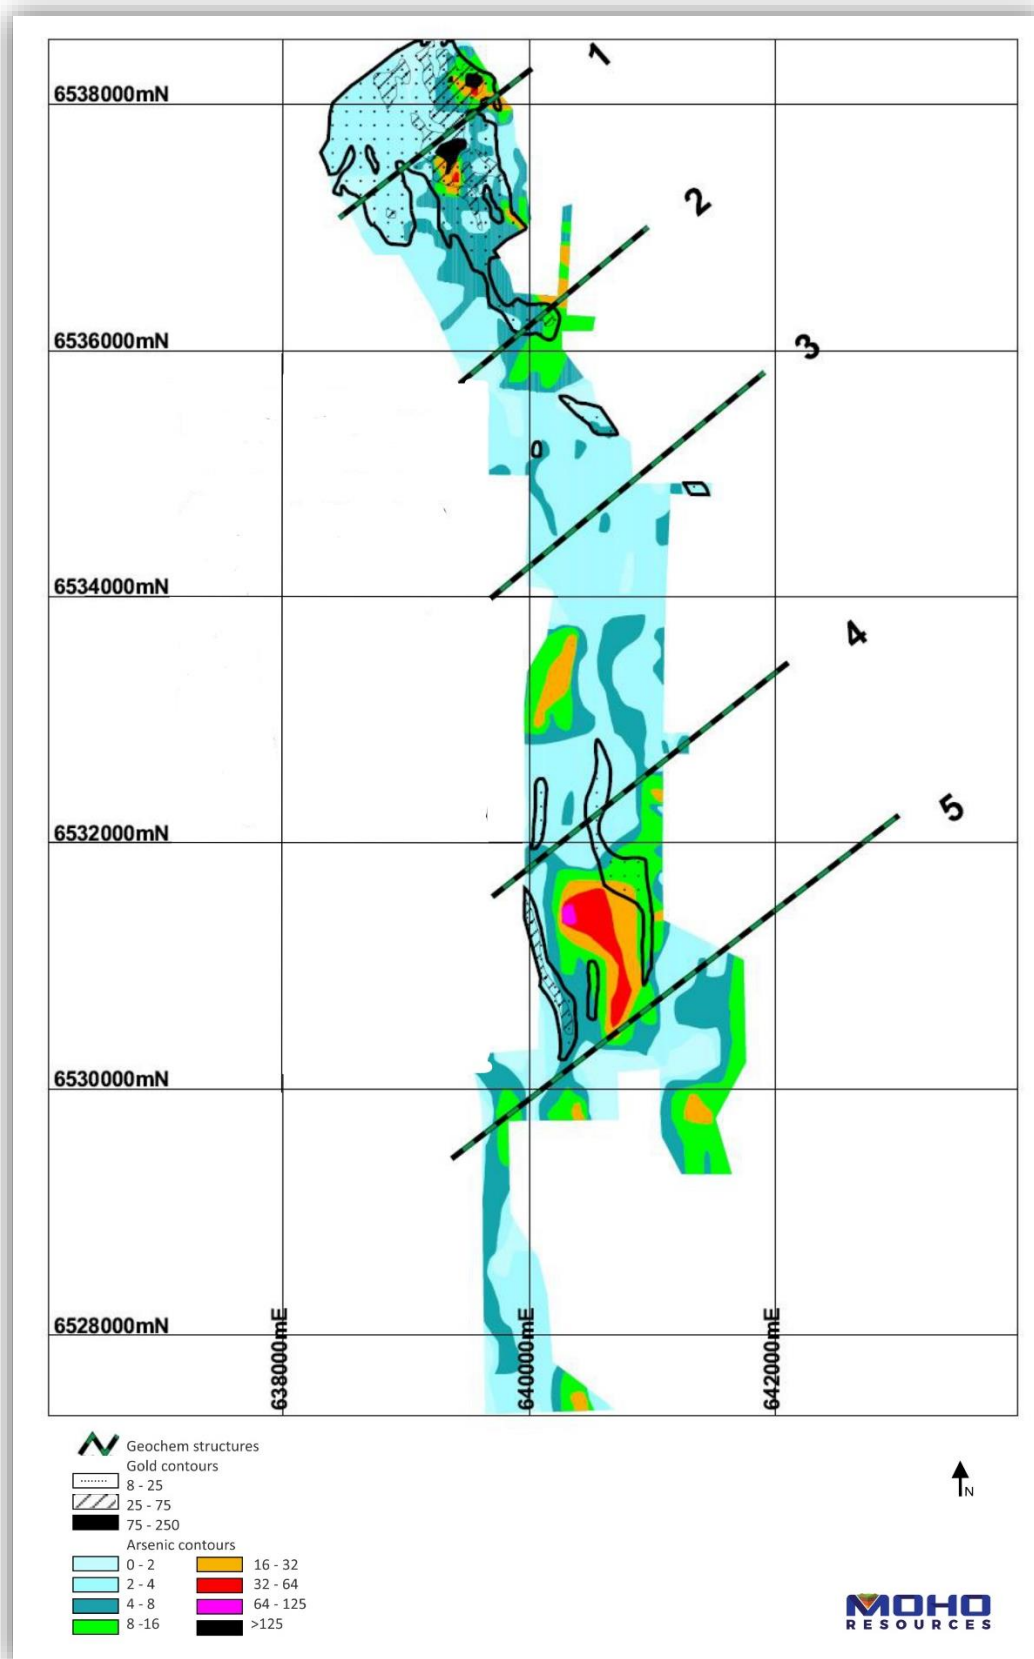 1
6538000mN
2
6536000mN
3
6534000mN
4
6532000mN
5
6530000mN
6528000mN
638000mE
640000mE
642000mE
Geochem structures
Gold contours
8 - 25
25 - 75
75 - 250
Arsenic contours
0 - 2
16 - 32
2 - 4
32 - 64
4 - 8
64 - 125
8 -16
>125
N
MOHO
RESOURCES